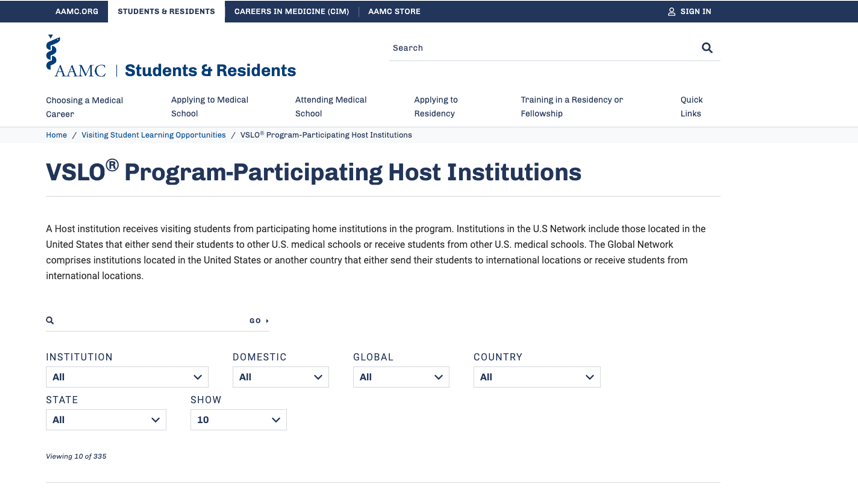 AAMC.ORG STUDENTS & RESIDENTS CAREERS IN MEDICINE (CIM) AAMC STORE SIGN IN
AAMC | Students & Residents
Search
Choosing a Medical Career
Applying to Medical School
Attending Medical School
Applying to Residency
Training in a Residency or Fellowship
Quick Links
Home / Visiting Student Learning Opportunities / VSLO® Program-Participating Host Institutions
VSLO® Program-Participating Host Institutions
A Host institution receives visiting students from participating home institutions in the program. Institutions in the U.S Network include those located in the
United States that either send their students to other U.S. medical schools or receive students from other U.S. medical schools. The Global Network
comprises institutions located in the United States or another country that either send their students to international locations or receive students from
international locations.
GO
INSTITUTION DOMESTIC GLOBAL COUNTRY
All All All All
STATE SHOW
All 10
Viewing 10 of 335